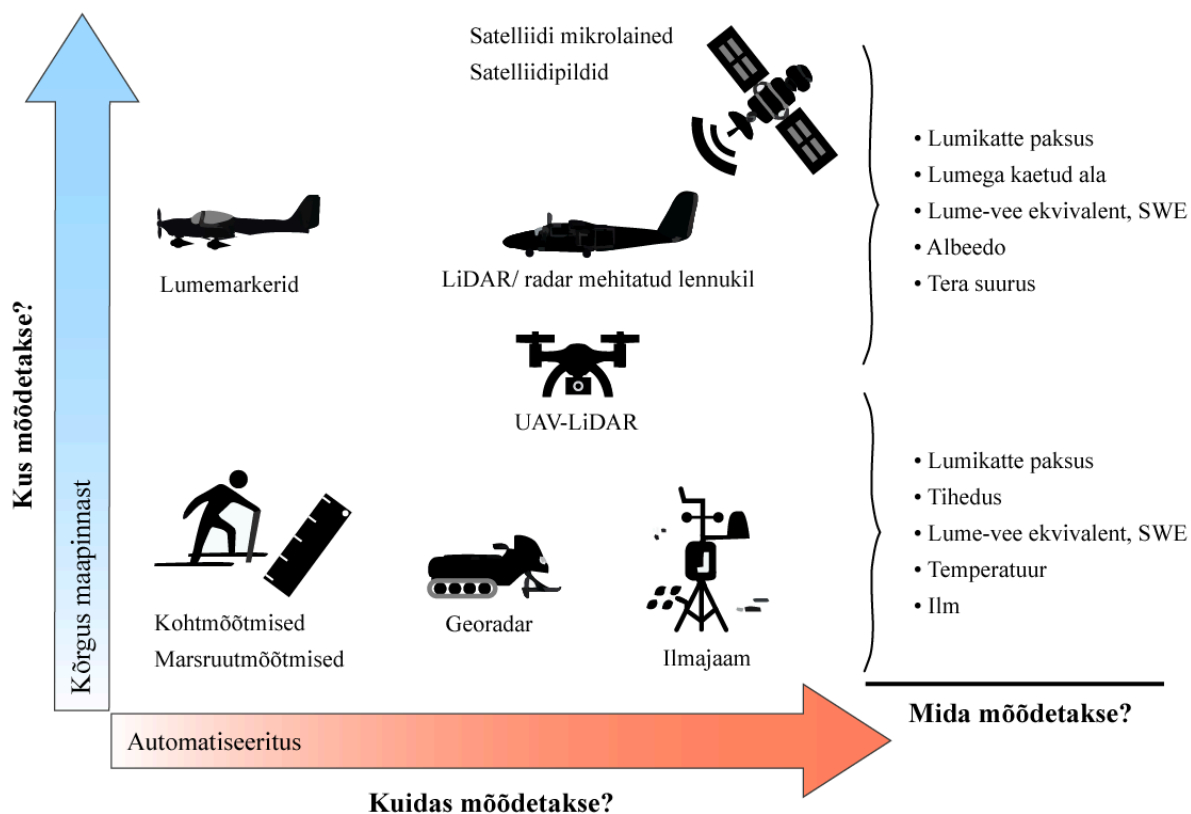 Satelliidi mikrolained
Satelliidipildid
Lumemarkerid
LiDAR/ radar mehitatud lennukil
UAV-LiDAR
Kohtmõõtmised
Marsruutmõõtmised
Georadar
Ilmajaam
• Lumikatte paksus
• Lumega kaetud ala
• Lume-vee ekvivalent, SWE
• Albeedo
• Tera suurus
• Lumikatte paksus
• Tihedus
• Lume-vee ekvivalent, SWE
• Temperatuur
• Ilm
Mida mõõdetakse?
Kus mõõdetakse?
Kõrgus maapinnast
Automatiseeritus
Kuidas mõõdetakse?